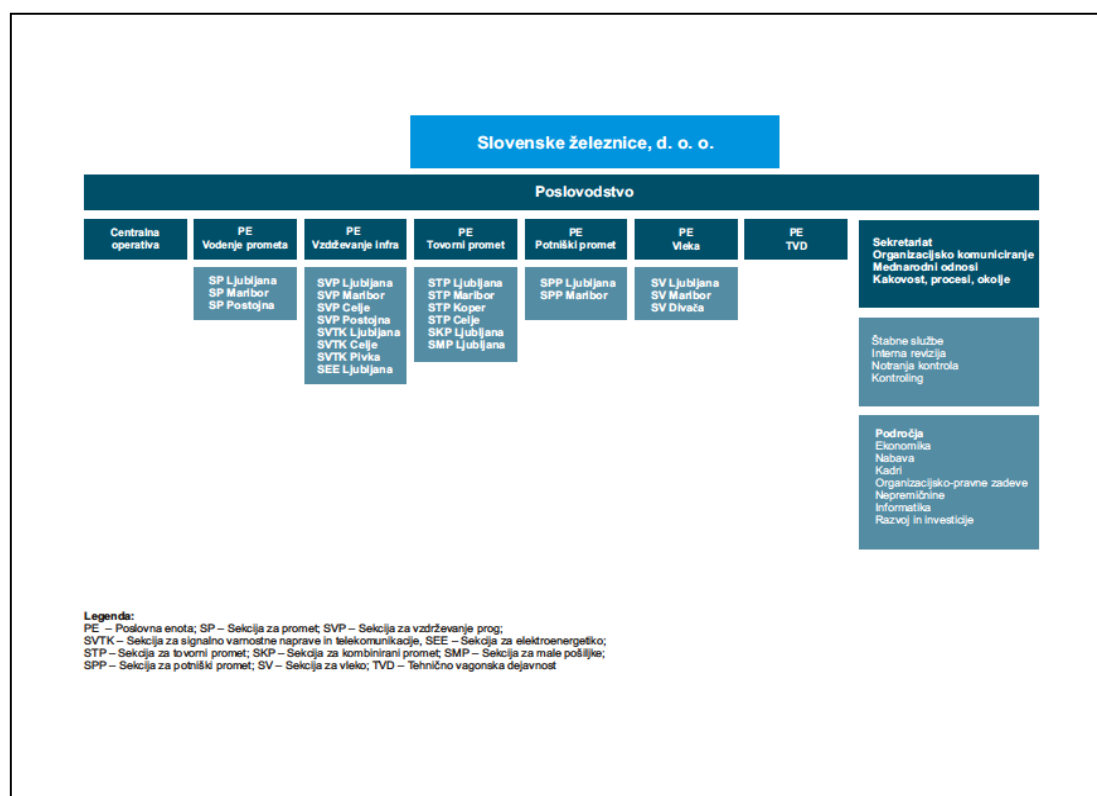 Slovenske železnice, d. o. o.
Poslovodstvo
Centralna
operativa
PE
Vodenje prometa
SP Ljubljana
SP Maribor
SP Postojna
PE
Vzdrževanje infra
SVP Ljubljana
SVP Maribor
SVP Celje
SVP Postojna
SVTK Ljubljana
SVTK Celje
SVTK Pivka
SEE Ljubljana
PE
Tovorni promet
STP Ljubljana
STP Maribor
STP Koper
STP Celje
SKP Ljubljana
SMP Ljubljana
PE
Potniški promet
SPP Ljubljana
SPP Maribor
PE
Vleka
SV Ljubljana
SV Maribor
SV Divača
PE
TVD
Sekretariat
Organizacijsko komuniciranje
Mednarodni odnosi
Kakovost, procesi, okolje
Štabne službe
Interna revizija
Notranja kontrola
Kontroling
Področja
Ekonomika
Nabava
Kadri
Organizacijsko-pravne zadeve
Nepremičnine
Informatika
Razvoj in investicije
Legenda:
PE – Poslovna enota; SP – Sekcija za promet; SVP – Sekcija za vzdrževanje prog;
SVTK – Sekcija za signalno varnostne naprave in telekomunikacije, SEE – Sekcija za elektroenergetiko;
STP – Sekcija za tovorni promet; SKP – Sekcija za kombinirani promet; SMP – Sekcija za male pošiljke;
SPP – Sekcija za potniški promet; SV – Sekcija za vleko; TVD – Tehnično vagonska dejavnost